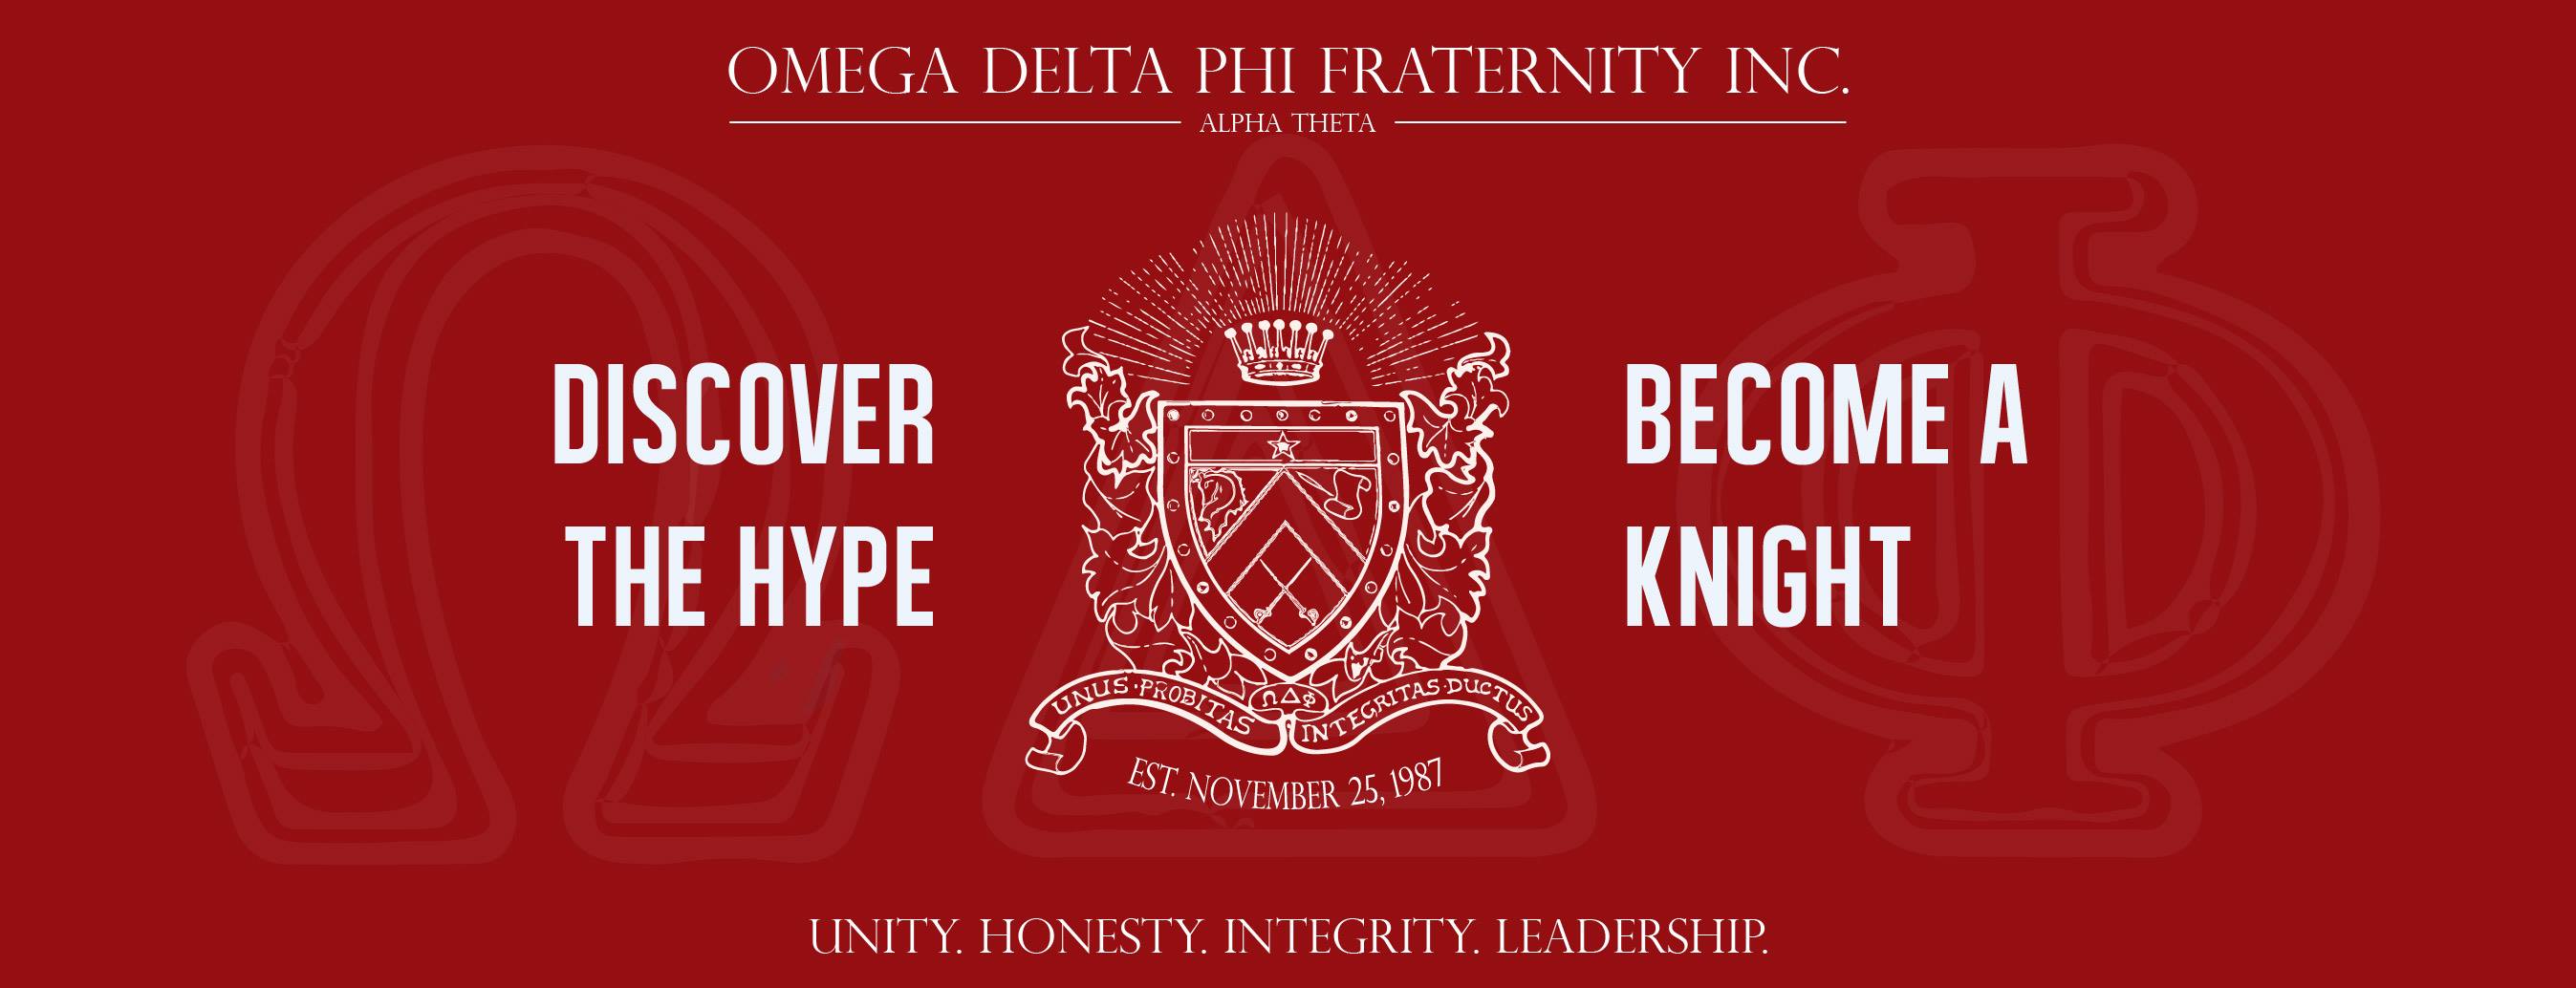 OMEGA DELTA PHI FRATERNITY INC.
ALPHA THETA
DISCOVER
THE HYPE
BECOME A
KNIGHT
UNUS·PROBITAS ΩΔΦ INTEGRITAS·DUCTUS
EST. NOVEMBER 25, 1987
UNITY. HONESTY. INTEGRITY. LEADERSHIP.
ΩΔΦ